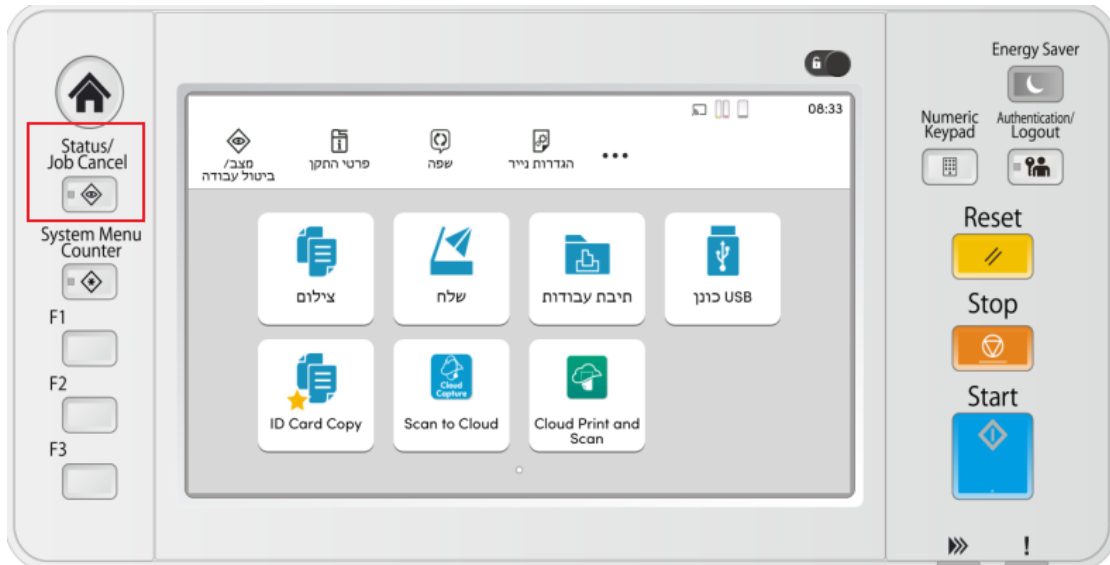 Energy Saver
Status/
Job Cancel
System Menu
Counter
F1
F2
F3
08:33
מצב/
ביטול עבודה
פרטי התקן
שפה
הגדרות נייר
•••
צילום
שלח
תיבת עבודות
כונן USB
ID Card Copy
Cloud
Capture
Scan to Cloud
Cloud Print and
Scan
Numeric
Keypad
Authentication/
Logout
Reset
Stop
Start
!